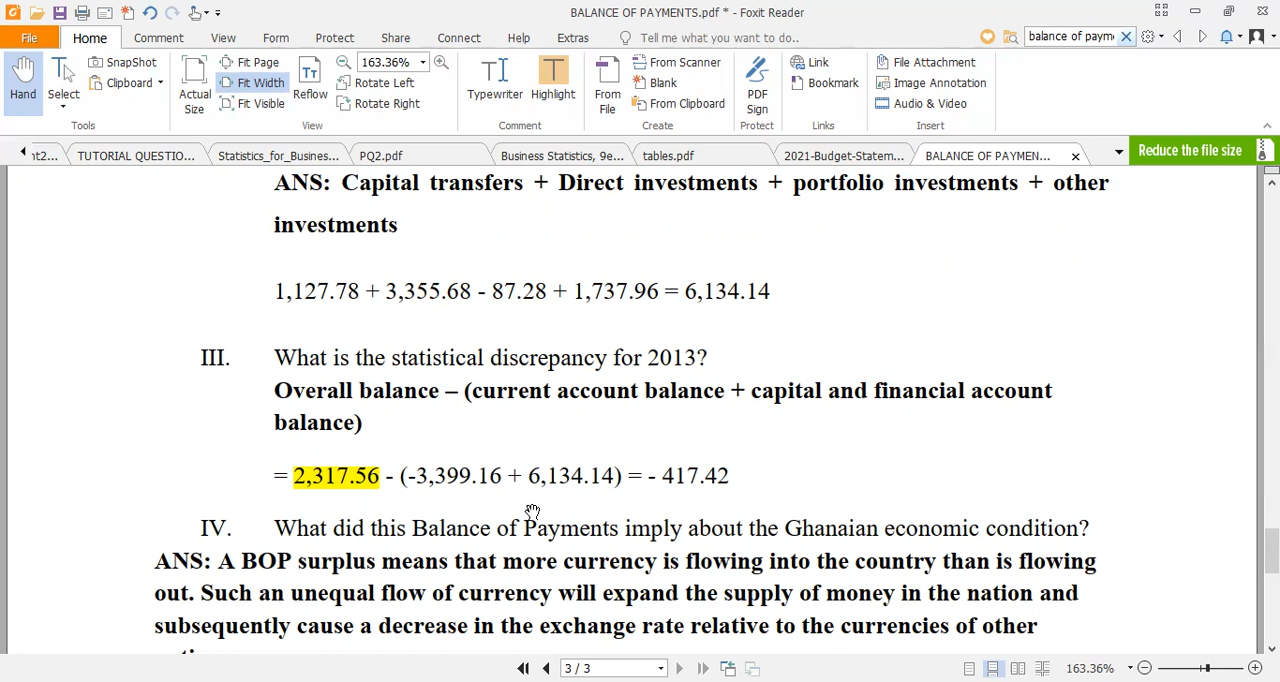 BALANCE OF PAYMENTS.pdf * - Foxit Reader
File Home Comment View Form Protect Share Connect Help Extras Tell me what you want to do.. balance of paym
Hand Select SnapShot Clipboard Actual Size Fit Page Fit Width Fit Visible Reflow 163.36% Rotate Left Rotate Right Typewriter Highlight From File From Scanner Blank From Clipboard PDF Sign Link Bookmark File Attachment Image Annotation Audio & Video
Tools View Comment Create Protect Links Insert
nt2... TUTORIAL QUESTIO... Statistics_for_Busines... PQ2.pdf Business Statistics, 9e... tables.pdf 2021-Budget-Statem... BALANCE OF PAYMEN... Reduce the file size
ANS: Capital transfers + Direct investments + portfolio investments + other
investments
1,127.78 + 3,355.68 - 87.28 + 1,737.96 = 6,134.14
III. What is the statistical discrepancy for 2013?
Overall balance – (current account balance + capital and financial account
balance)
= 2,317.56 - (-3,399.16 + 6,134.14) = - 417.42
IV. What did this Balance of Payments imply about the Ghanaian economic condition?
ANS: A BOP surplus means that more currency is flowing into the country than is flowing
out. Such an unequal flow of currency will expand the supply of money in the nation and
subsequently cause a decrease in the exchange rate relative to the currencies of other
3 / 3 163.36%